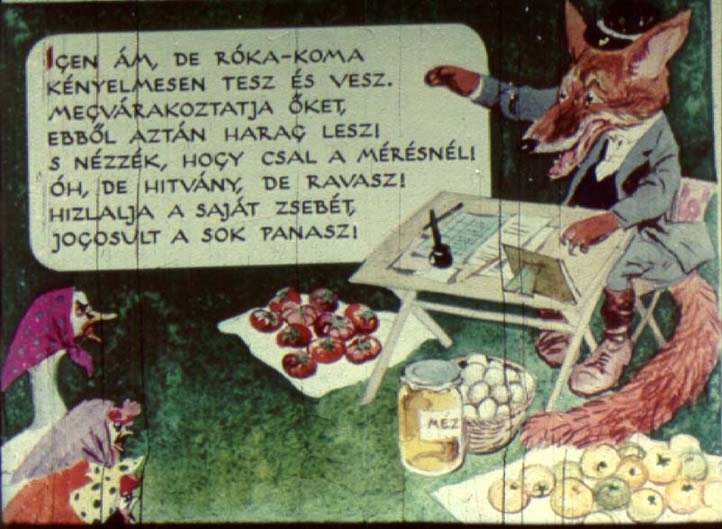 IGEN ÁM, DE RÓKA-KOMA
KÉNYELMESEN TESZ ÉS VESZ.
MEGVÁRAKOZTATJA ŐKET,
EBBŐL AZTÁN HARAG LESZ!
S NÉZZÉK, HOGY CSAL A MÉRÉSNÉL!
ÓH, DE HITVÁNY, DE RAVASZ!
HIZLALJA A SAJÁT ZSEBÉT,
JOGOSULT A SOK PANASZ!
MÉZ